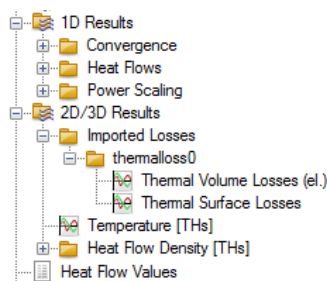 1D Results
Convergence
Heat Flows
Power Scaling
2D/3D Results
Imported Losses
thermalloss0
Thermal Volume Losses (el.)
Thermal Surface Losses
Temperature [THs]
Heat Flow Density [THs]
Heat Flow Values